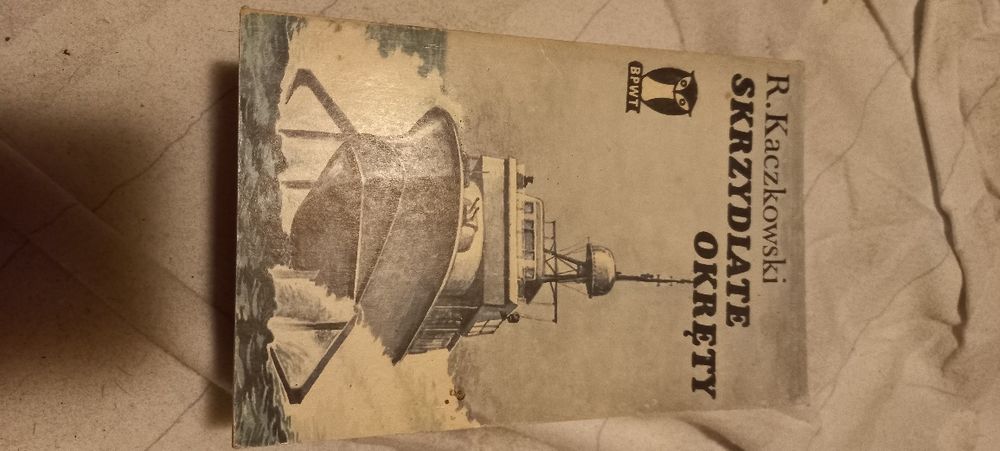 R. Kaczkowski
SKRZYDLATE
OKRĘTY
BPWT